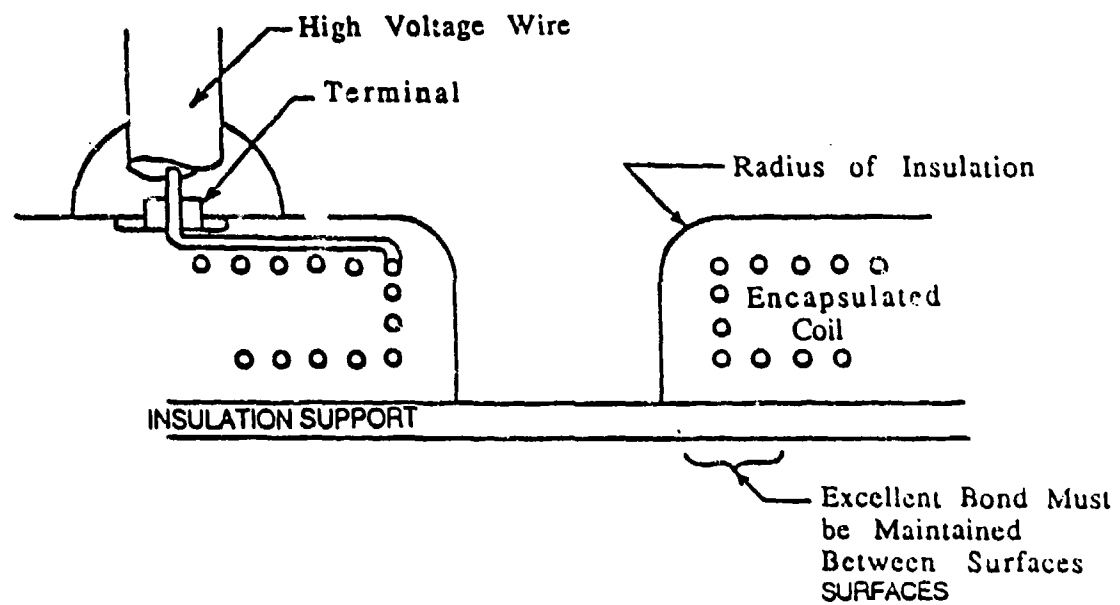 High Voltage Wire
Terminal
Radius of Insulation
Encapsulated
Coil
INSULATION SUPPORT
Excellent Bond Must
be Maintained
Between Surfaces
SURFACES